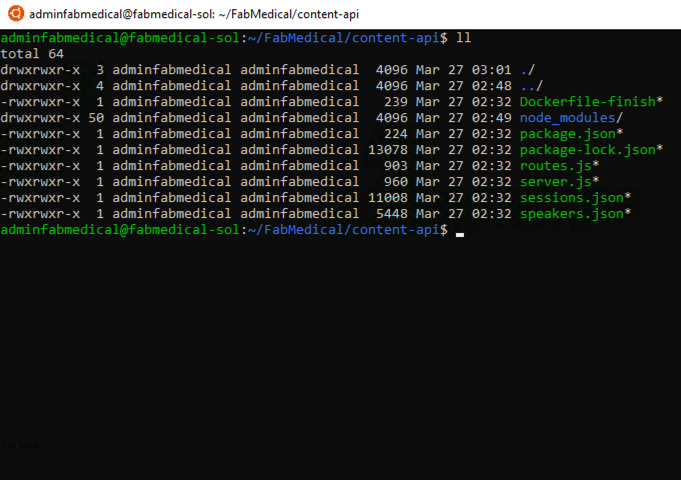 adminfabmedical@fabmedical-sol: ~/FabMedical/content-api
adminfabmedical@fabmedical-sol:~/FabMedical/content-api$ ll
total 64
drwxrwxr-x  3 adminfabmedical adminfabmedical  4096 Mar 27 03:01 ./
drwxrwxr-x  4 adminfabmedical adminfabmedical  4096 Mar 27 02:48 ../
-rwxrwxr-x  1 adminfabmedical adminfabmedical   239 Mar 27 02:32 Dockerfile-finish*
drwxrwxr-x 50 adminfabmedical adminfabmedical  4096 Mar 27 02:49 node_modules/
-rwxrwxr-x  1 adminfabmedical adminfabmedical   224 Mar 27 02:32 package.json*
-rwxrwxr-x  1 adminfabmedical adminfabmedical 13078 Mar 27 02:32 package-lock.json*
-rwxrwxr-x  1 adminfabmedical adminfabmedical   903 Mar 27 02:32 routes.js*
-rwxrwxr-x  1 adminfabmedical adminfabmedical   960 Mar 27 02:32 server.js*
-rwxrwxr-x  1 adminfabmedical adminfabmedical 11008 Mar 27 02:32 sessions.json*
-rwxrwxr-x  1 adminfabmedical adminfabmedical  5448 Mar 27 02:32 speakers.json*
adminfabmedical@fabmedical-sol:~/FabMedical/content-api$